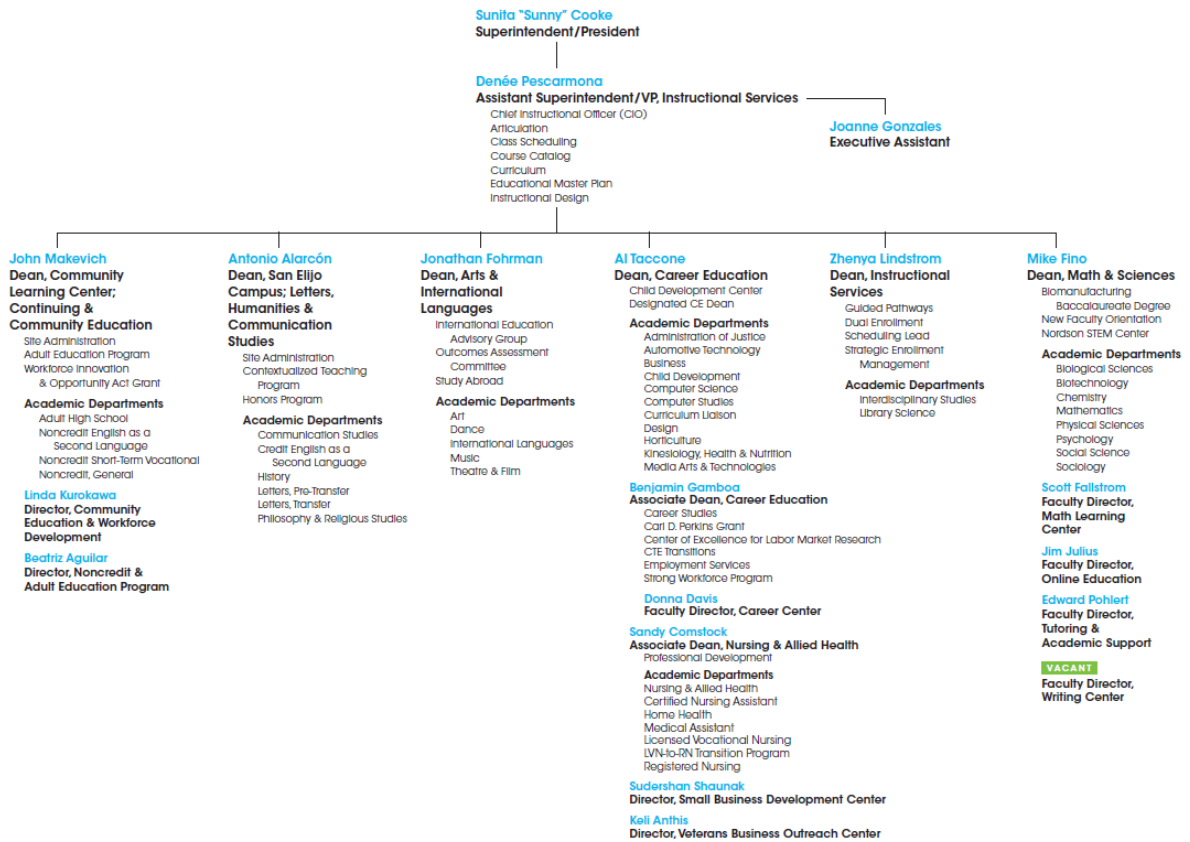 Sunita "Sunny" Cooke
Superintendent/President
Denée Pescarmona
Assistant Superintendent/VP, Instructional Services
Chief Instructional Officer (CIO)
Articulation
Class Scheduling
Course Catalog
Curriculum
Educational Master Plan
Instructional Design
Joanne Gonzales
Executive Assistant
John Makevich
Dean, Community
Learning Center;
Continuing &
Community Education
Site Administration
Adult Education Program
Workforce Innovation
& Opportunity Act Grant
Academic Departments
Adult High School
Noncredit English as a
Second Language
Noncredit Short-Term Vocational
Noncredit, General
Linda Kurokawa
Director, Community
Education & Workforce
Development
Beatriz Aguilar
Director, Noncredit &
Adult Education Program
Antonio Alarcón
Dean, San Elijo
Campus; Letters,
Humanities &
Communication
Studies
Site Administration
Contextualized Teaching
Program
Honors Program
Academic Departments
Communication Studies
Credit English as a
Second Language
History
Letters, Pre-Transfer
Letters, Transfer
Philosophy & Religious Studies
Jonathan Fohrman
Dean, Arts &
International
Languages
International Education
Advisory Group
Outcomes Assessment
Committee
Study Abroad
Academic Departments
Art
Dance
International Languages
Music
Theatre & Film
Al Taccone
Dean, Career Education
Child Development Center
Designated CE Dean
Academic Departments
Administration of Justice
Automotive Technology
Business
Child Development
Computer Science
Computer Studies
Curriculum Liaison
Design
Horticulture
Kinesiology, Health & Nutrition
Media Arts & Technologies
Benjamin Gamboa
Associate Dean, Career Education
Career Studies
Carl D. Perkins Grant
Center of Excellence for Labor Market Research
CTE Transitions
Employment Services
Strong Workforce Program
Donna Davis
Faculty Director, Career Center
Sandy Comstock
Associate Dean, Nursing & Allied Health
Professional Development
Academic Departments
Nursing & Allied Health
Certified Nursing Assistant
Home Health
Medical Assistant
Licensed Vocational Nursing
LVN-to-RN Transition Program
Registered Nursing
Sudershan Shaunak
Director, Small Business Development Center
Keli Anthis
Director, Veterans Business Outreach Center
Zhenya Lindstrom
Dean, Instructional
Services
Guided Pathways
Dual Enrollment
Scheduling Lead
Strategic Enrollment
Management
Academic Departments
Interdisciplinary Studies
Library Science
Mike Fino
Dean, Math & Sciences
Biomanufacturing
Baccalaureate Degree
New Faculty Orientation
Nordson STEM Center
Academic Departments
Biological Sciences
Biotechnology
Chemistry
Mathematics
Physical Sciences
Psychology
Social Science
Sociology
Scott Fallstrom
Faculty Director,
Math Learning
Center
Jim Julius
Faculty Director,
Online Education
Edward Pohlert
Faculty Director,
Tutoring &
Academic Support
VACANT
Faculty Director,
Writing Center